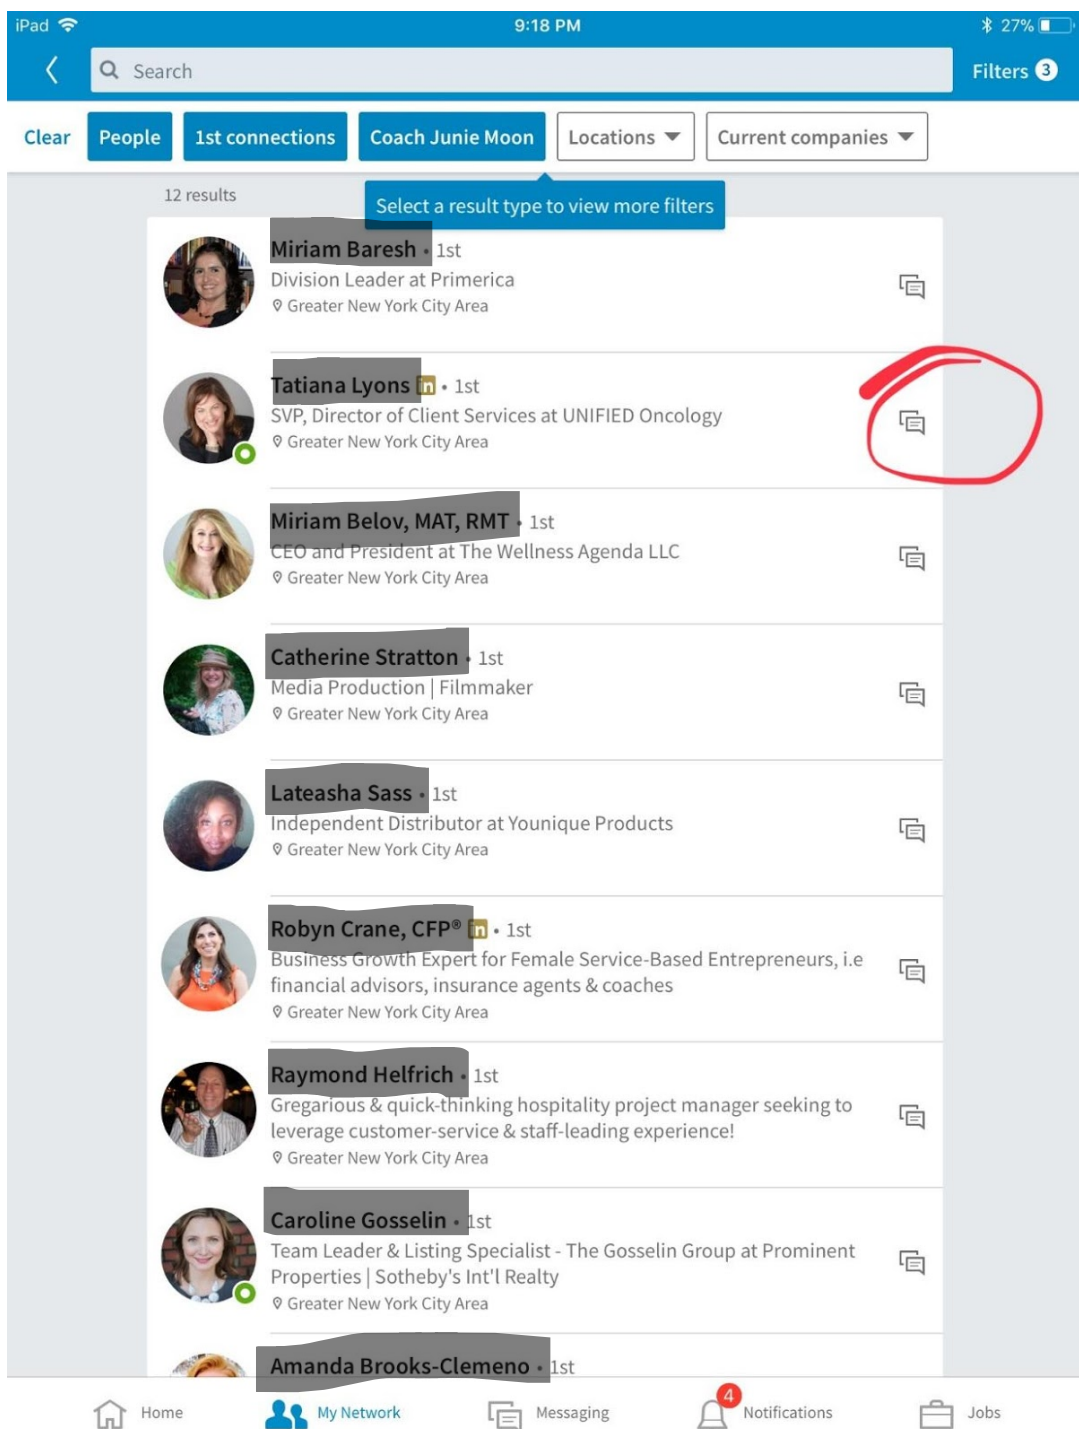 iPad 9:18 PM 27%
Search Filters 3
Clear People 1st connections Coach Junie Moon Locations Current companies
12 results
Select a result type to view more filters
Miriam Baresh • 1st
Division Leader at Primerica
Greater New York City Area
Tatiana Lyons in • 1st
SVP, Director of Client Services at UNIFIED Oncology
Greater New York City Area
Miriam Belov, MAT, RMT • 1st
CEO and President at The Wellness Agenda LLC
Greater New York City Area
Catherine Stratton • 1st
Media Production | Filmmaker
Greater New York City Area
Lateasha Sass • 1st
Independent Distributor at Younique Products
Greater New York City Area
Robyn Crane, CFP® in • 1st
Business Growth Expert for Female Service-Based Entrepreneurs, i.e
financial advisors, insurance agents & coaches
Greater New York City Area
Raymond Helfrich • 1st
Gregarious & quick-thinking hospitality project manager seeking to
leverage customer-service & staff-leading experience!
Greater New York City Area
Caroline Gosselin • 1st
Team Leader & Listing Specialist - The Gosselin Group at Prominent
Properties | Sotheby's Int'l Realty
Greater New York City Area
Amanda Brooks-Clemeno • 1st
Home My Network Messaging 4 Notifications Jobs